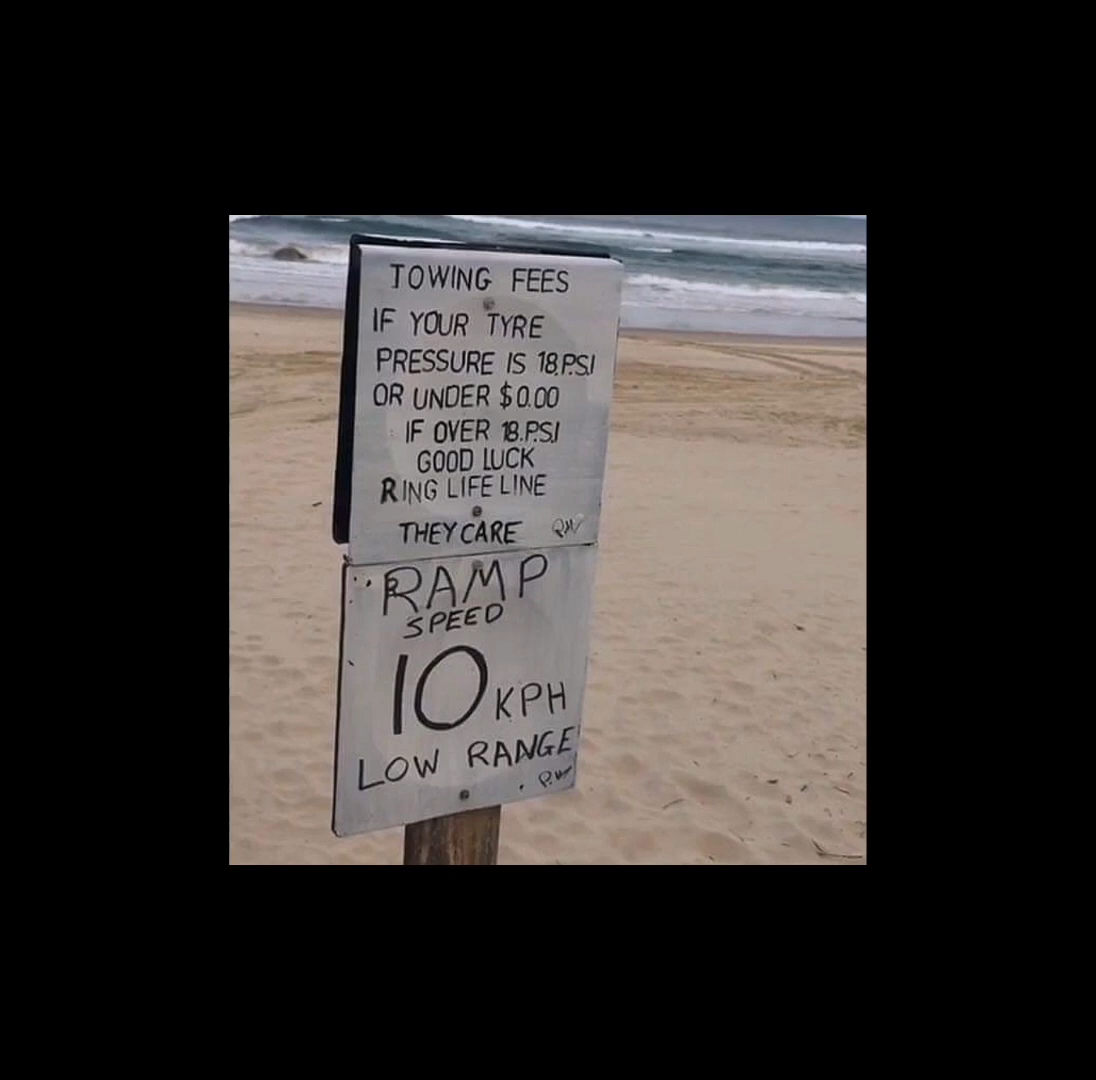 TOWING FEES
IF YOUR TYRE
PRESSURE IS 18.P.S.I
OR UNDER $0.00
IF OVER 18.P.S.I
GOOD LUCK
RING LIFE LINE
THEY CARE
RAMP
SPEED
10 KPH
LOW RANGE